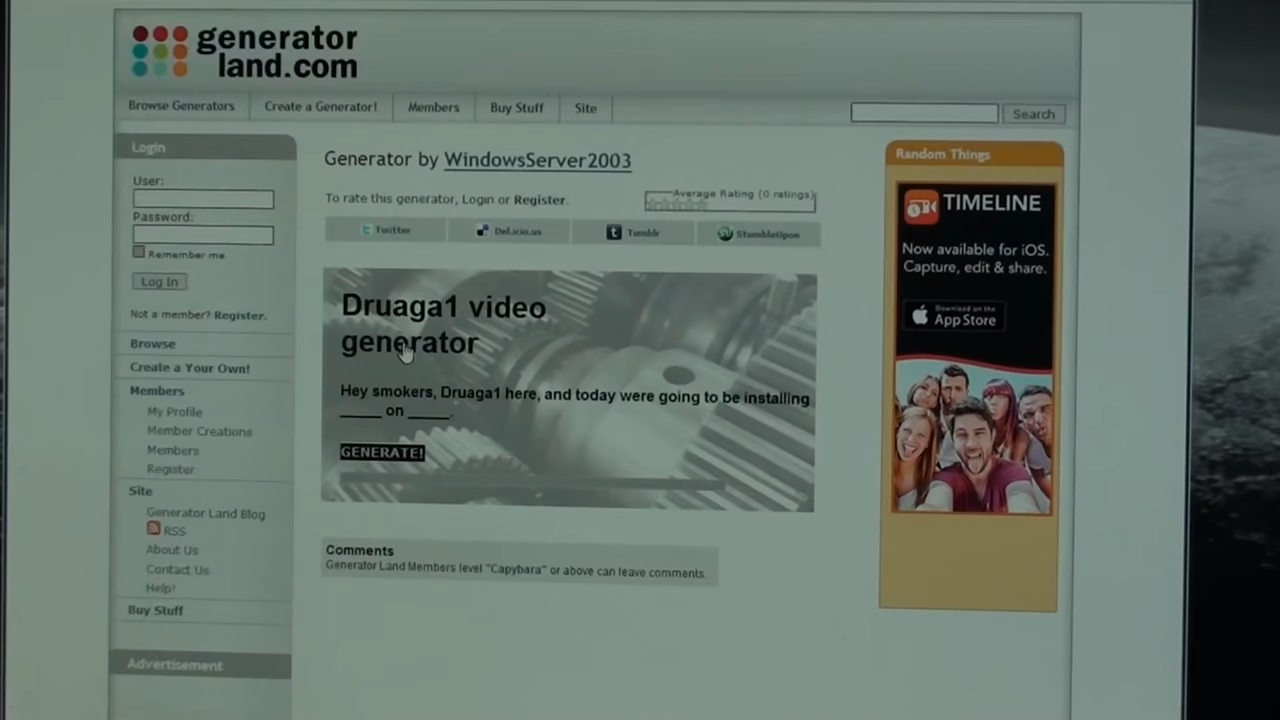 generator
land.com
Browse Generators
Create a Generator!
Members
Buy Stuff
Site
Search
Login
User:
Password:
Remember me
Log In
Not a member? Register.
Browse
Create a Your Own!
Members
My Profile
Member Creations
Members
Register
Site
Generator Land Blog
RSS
About Us
Contact Us
Help!
Buy Stuff
Advertisement
Generator by WindowsServer2003
To rate this generator, Login or Register.
Average Rating (0 ratings)
Twitter
Del.icio.us
Tumblr
StumbleUpon
Druaga1 video
generator
Hey smokers, Druaga1 here, and today were going to be installing
_____ on _____.
GENERATE!
Comments
Generator Land Members level "Capybara" or above can leave comments.
Random Things
TIMELINE
Now available for iOS.
Capture, edit & share.
Download on the
App Store